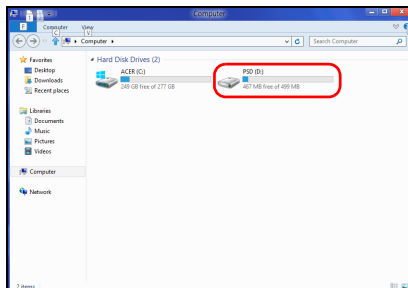 Computer
F Computer View
C V
Computer
Search Computer
Favorites
Desktop
Downloads
Recent places
Libraries
Documents
Music
Pictures
Videos
Computer
Network
Hard Disk Drives (2)
ACER (C:)
249 GB free of 277 GB
PSD (D:)
467 MB free of 499 MB
2 items